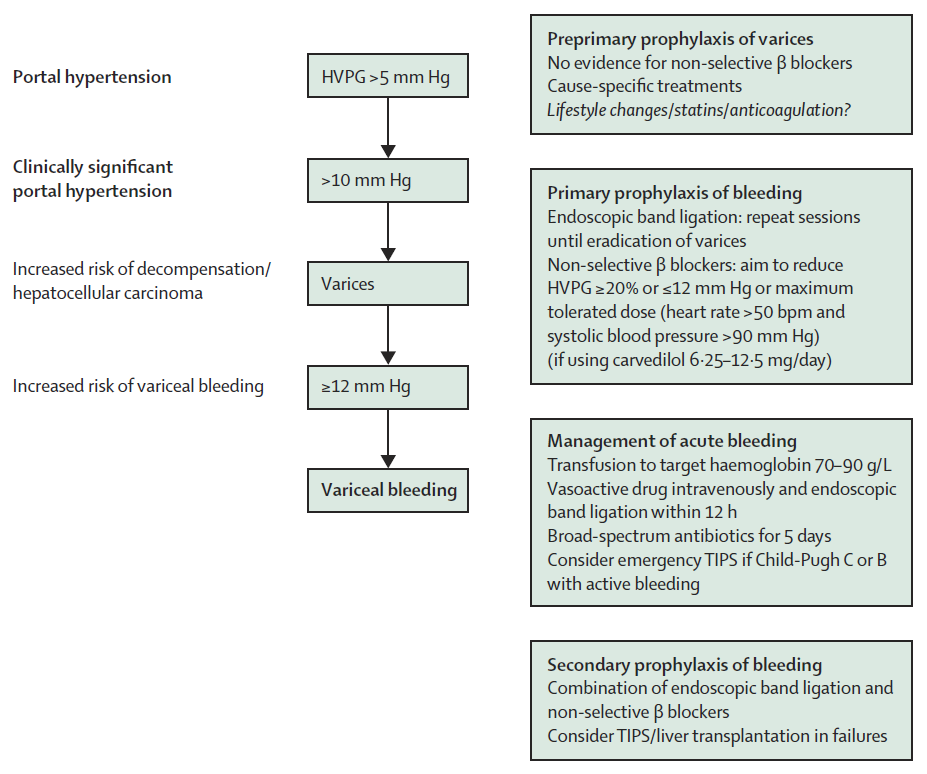 Portal hypertension
HVPG >5 mm Hg
Clinically significant
portal hypertension
>10 mm Hg
Increased risk of decompensation/
hepatocellular carcinoma
Varices
Increased risk of variceal bleeding
≥12 mm Hg
Variceal bleeding
Preprimary prophylaxis of varices
No evidence for non-selective β blockers
Cause-specific treatments
Lifestyle changes/statins/anticoagulation?
Primary prophylaxis of bleeding
Endoscopic band ligation: repeat sessions
until eradication of varices
Non-selective β blockers: aim to reduce
HVPG ≥20% or ≤12 mm Hg or maximum
tolerated dose (heart rate >50 bpm and
systolic blood pressure >90 mm Hg)
(if using carvedilol 6·25–12·5 mg/day)
Management of acute bleeding
Transfusion to target haemoglobin 70–90 g/L
Vasoactive drug intravenously and endoscopic
band ligation within 12 h
Broad-spectrum antibiotics for 5 days
Consider emergency TIPS if Child-Pugh C or B
with active bleeding
Secondary prophylaxis of bleeding
Combination of endoscopic band ligation and
non-selective β blockers
Consider TIPS/liver transplantation in failures